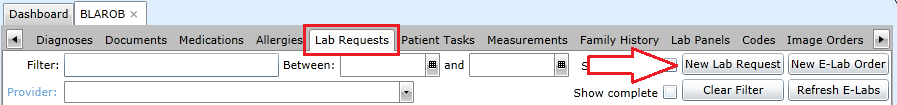 Dashboard BLAROB ×
Diagnoses Documents Medications Allergies Lab Requests Patient Tasks Measurements Family History Lab Panels Codes Image Orders
Filter: Between: and New Lab Request New E-Lab Order
Provider: Show complete Clear Filter Refresh E-Labs